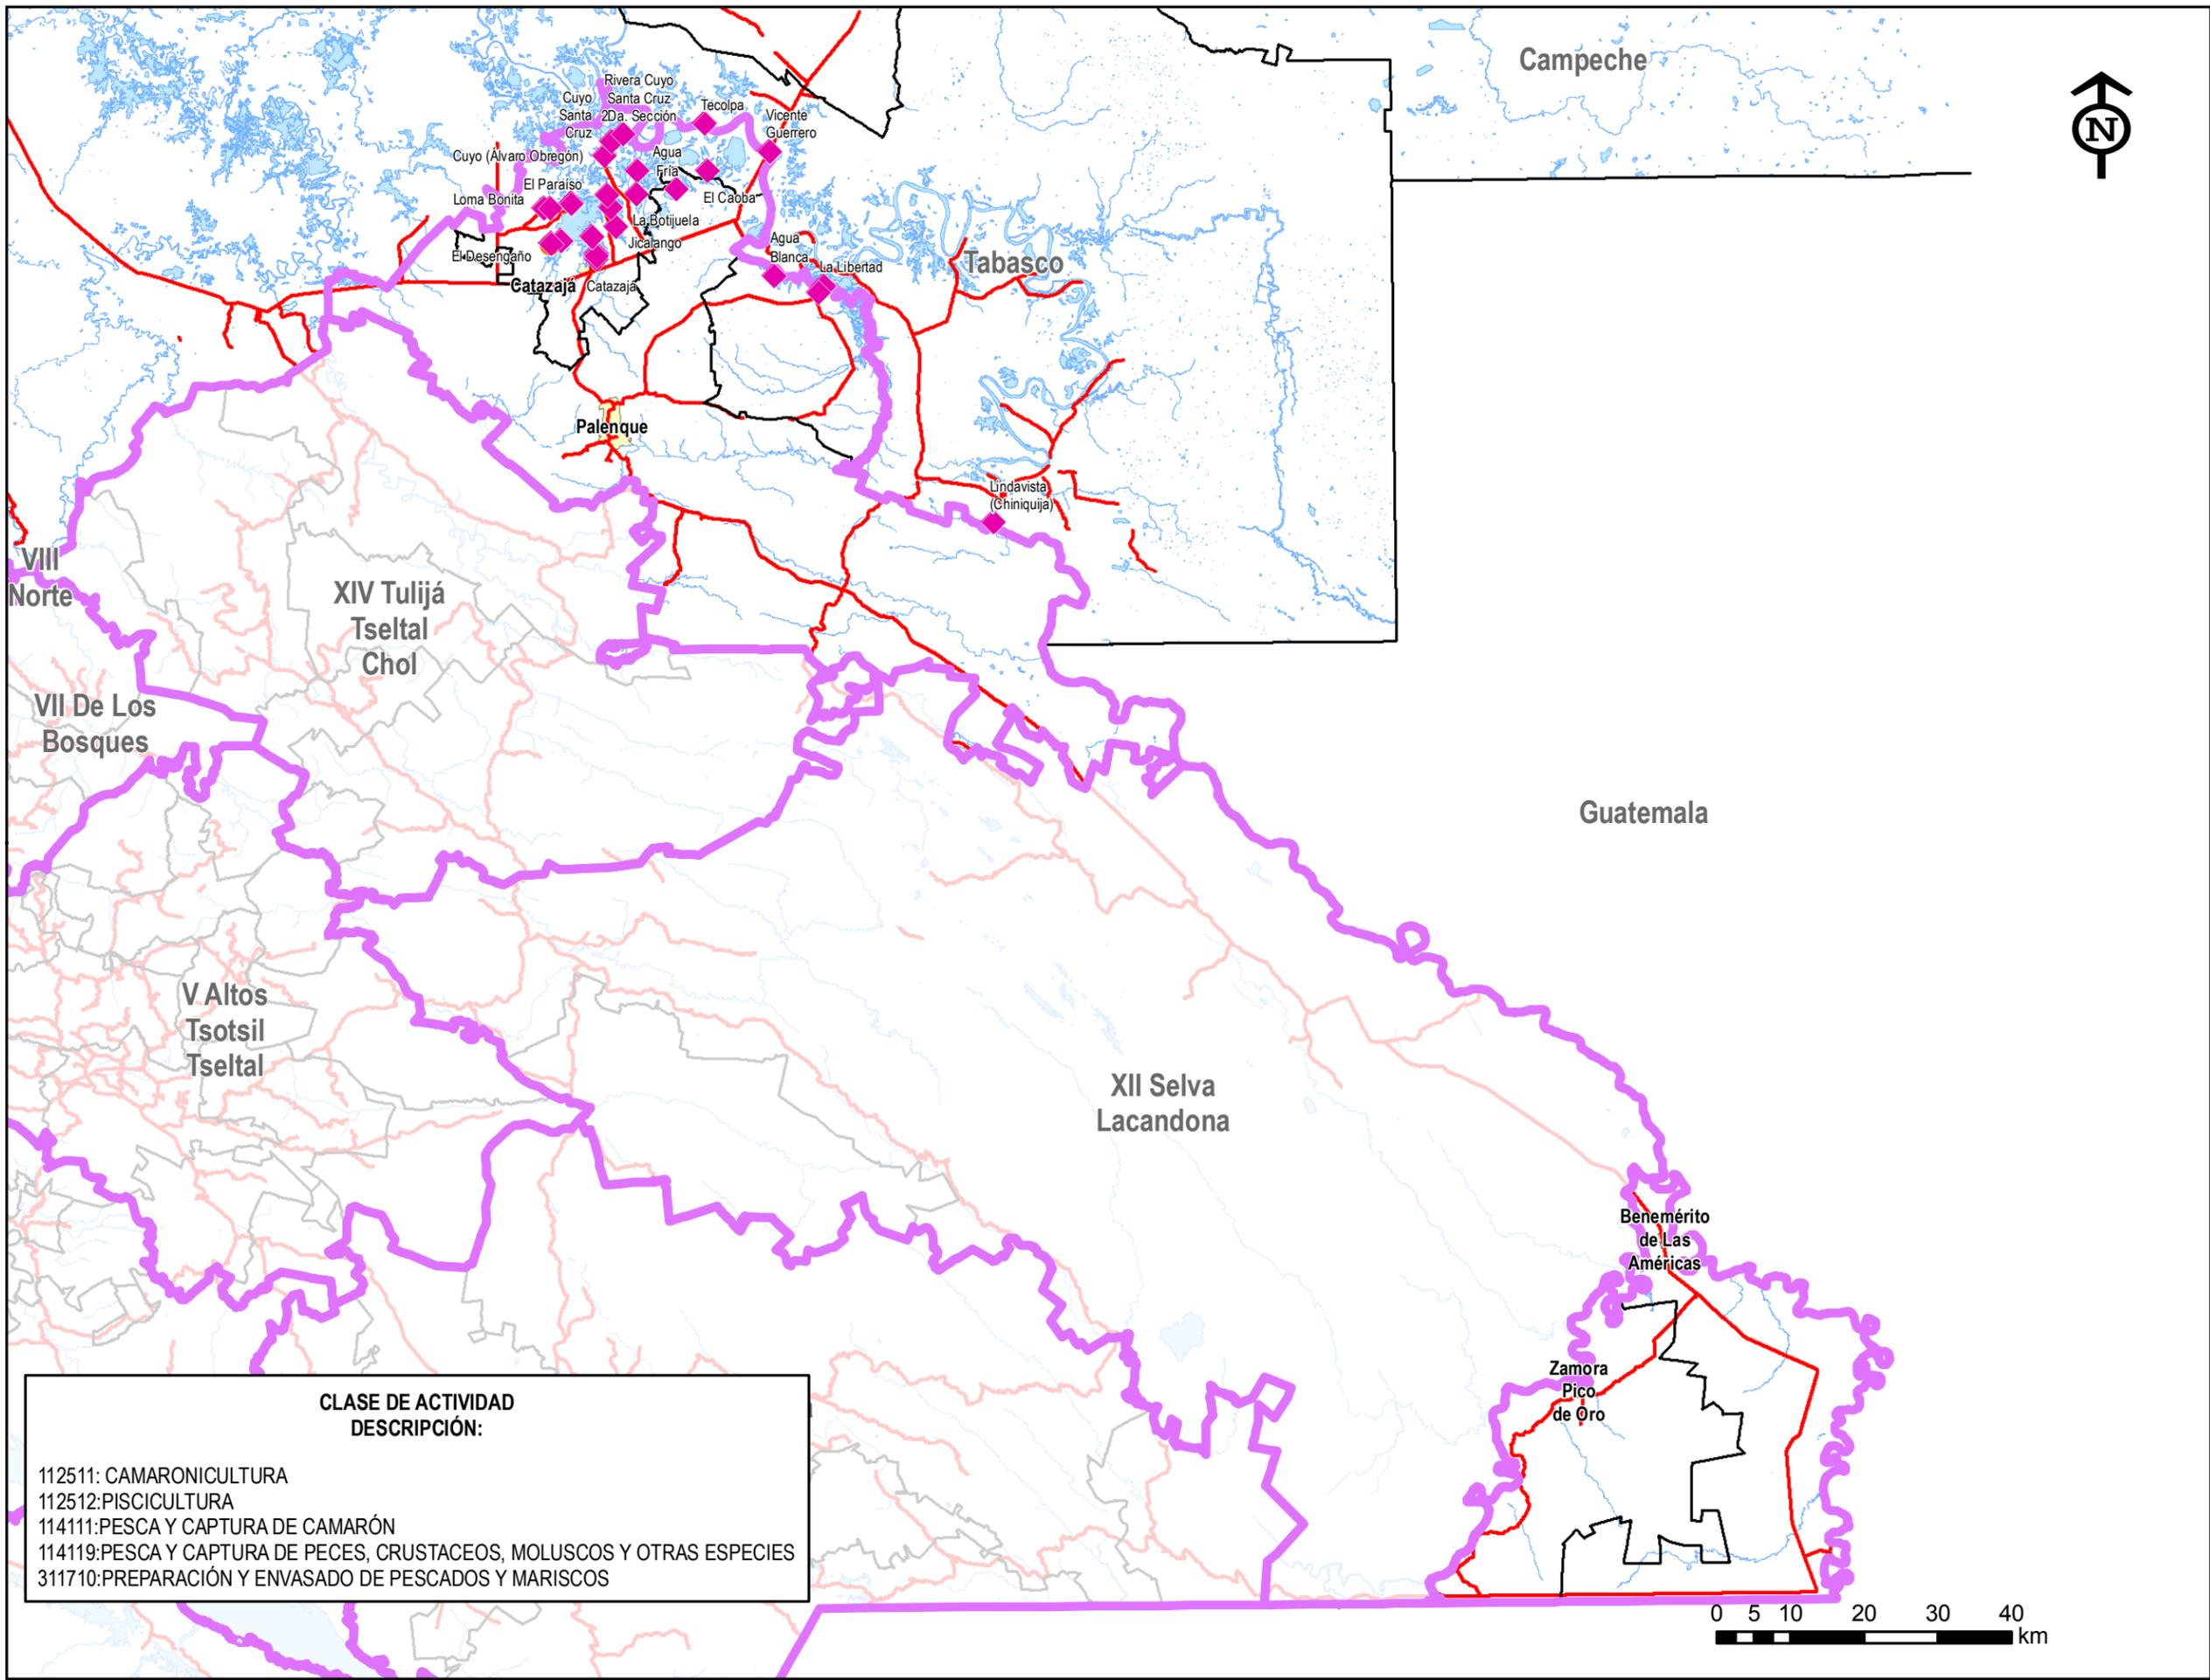 Campeche
N
Rivera Cuyo
Santa Cruz
2Da. Sección
Cuyo
Santa
Cruz
Tecolpa
Vicente
Guerrero
Cuyo (Álvaro Obregón)
Agua
Fría
El Paraiso
Loma Bonita
El Caoba
La Botijuela
Jicalango
El Desengaño
Agua
Blanca
La Libertad
Tabasco
Catazajá
Catazajá
Palenque
Lindavista
(Chiniquija)
VIII
Norte
XIV Tulijá
Tseltal
Chol
VII De Los
Bosques
Guatemala
V Altos
Tsotsil
Tseltal
XII Selva
Lacandona
Benemérito
de Las
Américas
Zamora
Pico
de Oro
CLASE DE ACTIVIDAD
DESCRIPCIÓN:
112511: CAMARONICULTURA
112512:PISCICULTURA
114111:PESCA Y CAPTURA DE CAMARÓN
114119:PESCA Y CAPTURA DE PECES, CRUSTACEOS, MOLUSCOS Y OTRAS ESPECIES
311710:PREPARACIÓN Y ENVASADO DE PESCADOS Y MARISCOS
0 5 10 20 30 40
km